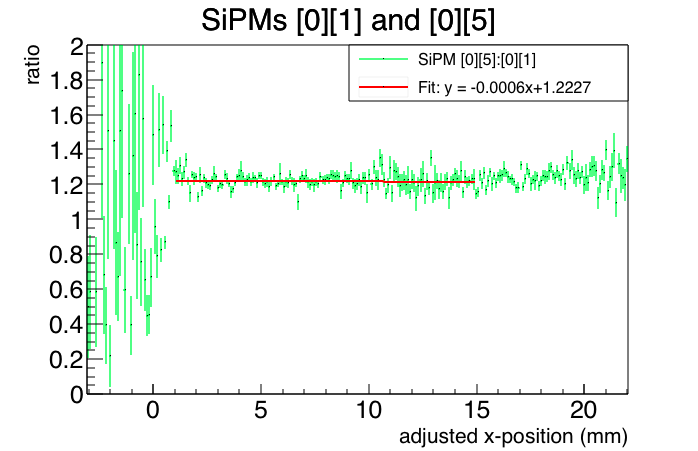 SiPMs [0][1] and [0][5]
ratio
2
1.8
1.6
1.4
1.2
1
0.8
0.6
0.4
0.2
0
SiPM [0][5]:[0][1]
Fit: y = -0.0006x+1.2227
0 5 10 15 20
adjusted x-position (mm)